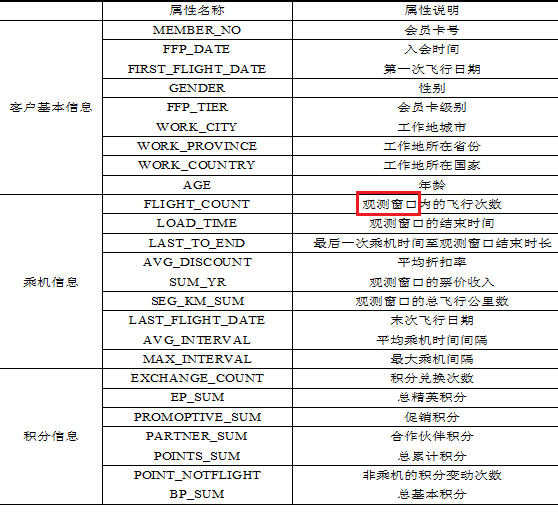 属性名称 属性说明
客户基本信息
MEMBER_NO 会员卡号
FFP_DATE 入会时间
FIRST_FLIGHT_DATE 第一次飞行日期
GENDER 性别
FFP_TIER 会员卡级别
WORK_CITY 工作地城市
WORK_PROVINCE 工作地所在省份
WORK_COUNTRY 工作地所在国家
AGE 年龄
乘机信息
FLIGHT_COUNT 观测窗口内的飞行次数
LOAD_TIME 观测窗口的结束时间
LAST_TO_END 最后一次乘机时间至观测窗口结束时长
AVG_DISCOUNT 平均折扣率
SUM_YR 观测窗口的票价收入
SEG_KM_SUM 观测窗口的总飞行公里数
LAST_FLIGHT_DATE 末次飞行日期
AVG_INTERVAL 平均乘机时间间隔
MAX_INTERVAL 最大乘机间隔
积分信息
EXCHANGE_COUNT 积分兑换次数
EP_SUM 总精英积分
PROMOPTIVE_SUM 促销积分
PARTNER_SUM 合作伙伴积分
POINTS_SUM 总累计积分
POINT_NOTFLIGHT 非乘机的积分变动次数
BP_SUM 总基本积分